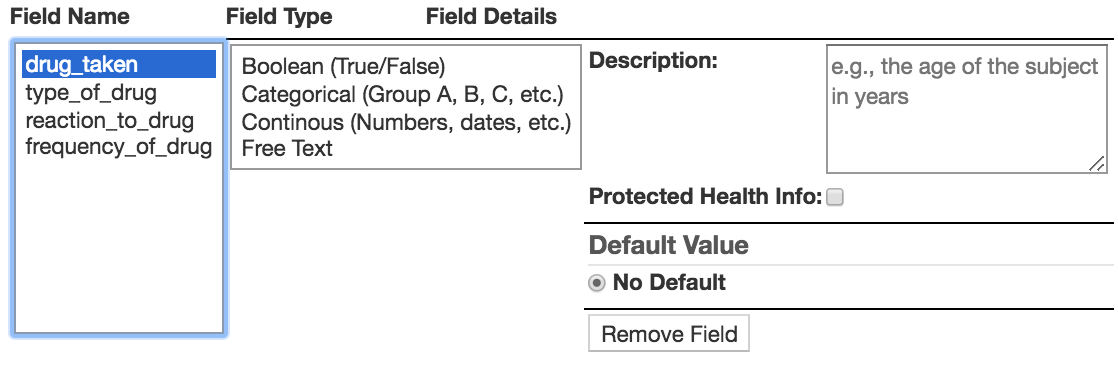 Field Name Field Type Field Details
drug_taken
type_of_drug
reaction_to_drug
frequency_of_drug
Boolean (True/False)
Categorical (Group A, B, C, etc.)
Continous (Numbers, dates, etc.)
Free Text
Description:
e.g., the age of the subject
in years
Protected Health Info:
Default Value
No Default
Remove Field